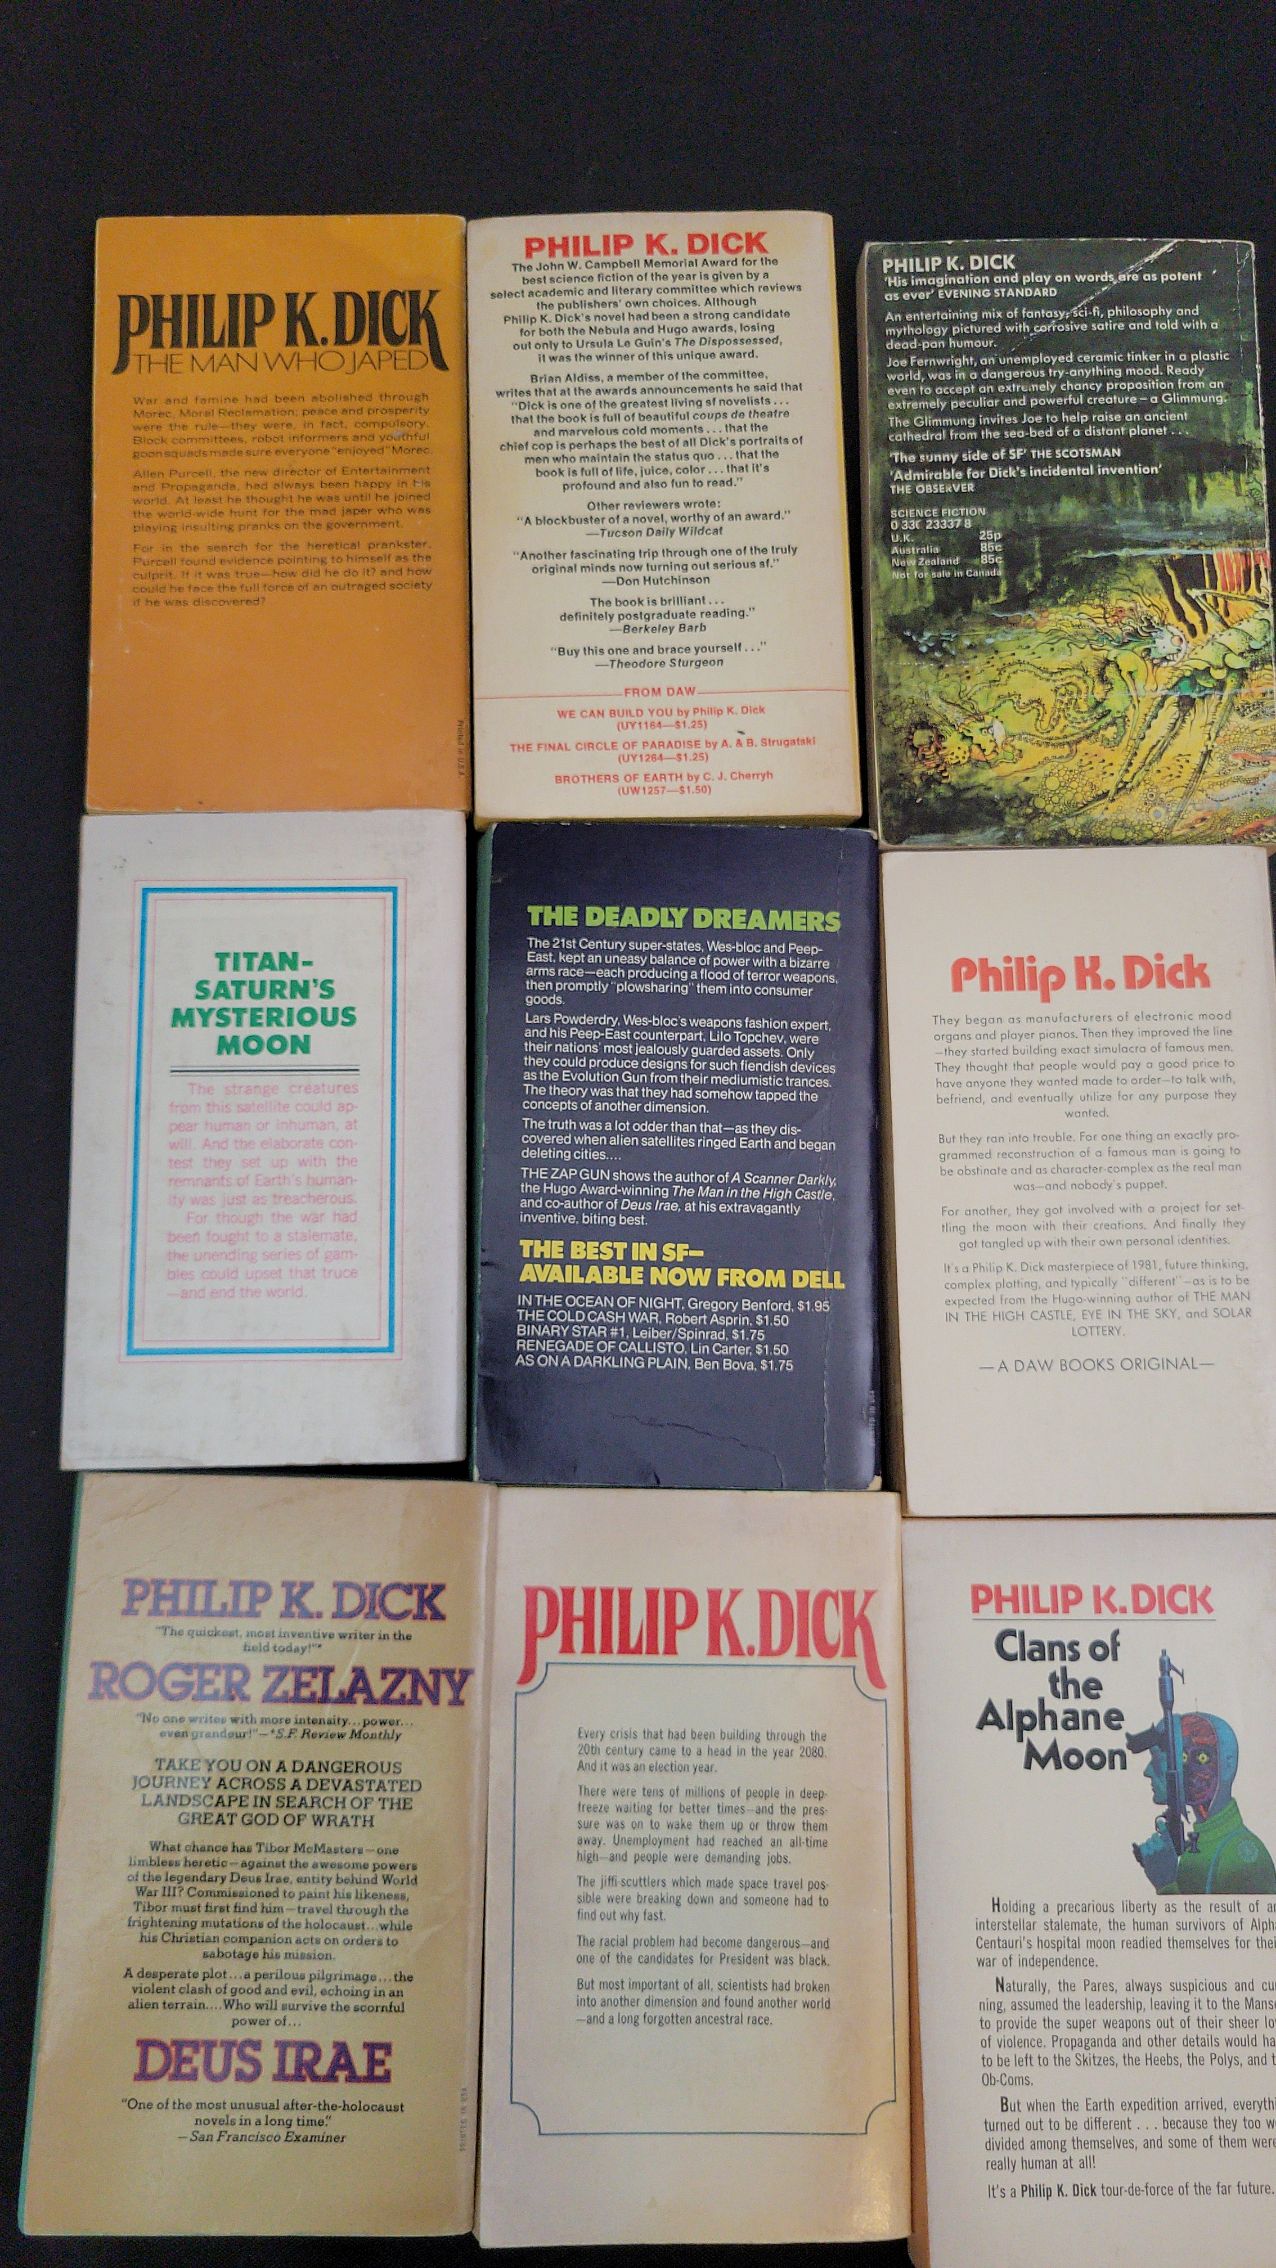 PHILIP K. DICK
THE MAN WHO JAPED
War and famine had been abolished through
Morec, Moral Reclamation; peace and prosperity
were the rule—they were, in fact, compulsory.
Block committees, robot informers and youthful
goon squads made sure everyone "enjoyed" Morec.
Allen Purcell, the new director of Entertainment
and Propaganda, had always been happy in his
world. At least he thought he was until he joined
the world-wide hunt for the mad japer who was
playing insulting pranks on the government.
For in the search for the heretical prankster,
Purcell found evidence pointing to himself as the
culprit. If it was true—how did he do it? and how
could he face the full force of an outraged society
if he was discovered?
Printed in U.S.A.
PHILIP K. DICK
The John W. Campbell Memorial Award for the
best science fiction of the year is given by a
select academic and literary committee which reviews
the publishers' own choices. Although
Philip K. Dick's novel had been a strong candidate
for both the Nebula and Hugo awards, losing
out only to Ursula Le Guin's The Dispossessed,
it was the winner of this unique award.
Brian Aldiss, a member of the committee,
writes that at the awards announcements he said that
"Dick is one of the greatest living sf novelists . . .
that the book is full of beautiful coups de theatre
and marvelous cold moments . . . that the
chief cop is perhaps the best of all Dick's portraits of
men who maintain the status quo . . . that the
book is full of life, juice, color . . . that it's
profound and also fun to read."
Other reviewers wrote:
"A blockbuster of a novel, worthy of an award."
—Tucson Daily Wildcat
"Another fascinating trip through one of the truly
original minds now turning out serious sf."
—Don Hutchinson
The book is brilliant . . .
definitely postgraduate reading."
—Berkeley Barb
"Buy this one and brace yourself . . ."
—Theodore Sturgeon
FROM DAW
WE CAN BUILD YOU by Philip K. Dick
(UY1164—$1.25)
THE FINAL CIRCLE OF PARADISE by A. & B. Strugatski
(UY1264—$1.25)
BROTHERS OF EARTH by C. J. Cherryh
(UW1257—$1.50)
PHILIP K. DICK
'His imagination and play on words are as potent
as ever' EVENING STANDARD
An entertaining mix of fantasy, sci-fi, philosophy and
mythology pictured with corrosive satire and told with a
dead-pan humour.
Joe Fernwright, an unemployed ceramic tinker in a plastic
world, was in a dangerous try-anything mood. Ready
even to accept an extremely chancy proposition from an
extremely peculiar and powerful creature – a Glimmung.
The Glimmung invites Joe to help raise an ancient
cathedral from the sea-bed of a distant planet . . .
'The sunny side of SF' THE SCOTSMAN
'Admirable for Dick's incidental invention'
THE OBSERVER
SCIENCE FICTION
0 330 23337 8
U.K. 25p
Australia 85c
New Zealand 85c
Not for sale in Canada
TITAN-
SATURN'S
MYSTERIOUS
MOON
The strange creatures
from this satellite could ap-
pear human or inhuman, at
will. And the elaborate con-
test they set up with the
remnants of Earth's human-
ity was just as treacherous.
For though the war had
been fought to a stalemate,
the unending series of gam-
bles could upset that truce
—and end the world.
THE DEADLY DREAMERS
The 21st Century super-states, Wes-bloc and Peep-
East, kept an uneasy balance of power with a bizarre
arms race—each producing a flood of terror weapons,
then promptly "plowsharing" them into consumer
goods.
Lars Powderdry, Wes-bloc's weapons fashion expert,
and his Peep-East counterpart, Lilo Topchev, were
their nations' most jealously guarded assets. Only
they could produce designs for such fiendish devices
as the Evolution Gun from their mediumistic trances.
The theory was that they had somehow tapped the
concepts of another dimension.
The truth was a lot odder than that—as they dis-
covered when alien satellites ringed Earth and began
deleting cities....
THE ZAP GUN shows the author of A Scanner Darkly,
the Hugo Award-winning The Man in the High Castle,
and co-author of Deus Irae, at his extravagantly
inventive, biting best.
THE BEST IN SF—
AVAILABLE NOW FROM DELL
IN THE OCEAN OF NIGHT, Gregory Benford, $1.95
THE COLD CASH WAR, Robert Asprin, $1.50
BINARY STAR #1, Leiber/Spinrad, $1.75
RENEGADE OF CALLISTO, Lin Carter, $1.50
AS ON A DARKLING PLAIN, Ben Bova, $1.75
PRINTED IN USA
Philip K. Dick
They began as manufacturers of electronic mood
organs and player pianos. Then they improved the line
—they started building exact simulacra of famous men.
They thought that people would pay a good price to
have anyone they wanted made to order—to talk with,
befriend, and eventually utilize for any purpose they
wanted.
But they ran into trouble. For one thing an exactly pro-
grammed reconstruction of a famous man is going to
be obstinate and as character-complex as the real man
was—and nobody's puppet.
For another, they got involved with a project for set-
tling the moon with their creations. And finally they
got tangled up with their own personal identities.
It's a Philip K. Dick masterpiece of 1981, future thinking,
complex plotting, and typically "different"—as is to be
expected from the Hugo-winning author of THE MAN
IN THE HIGH CASTLE, EYE IN THE SKY, and SOLAR
LOTTERY.
—A DAW BOOKS ORIGINAL—
PHILIP K. DICK
"The quickest, most inventive writer in the
field today!"*
ROGER ZELAZNY
"No one writes with more intensity...power...
even grandeur!"—*S.F. Review Monthly
TAKE YOU ON A DANGEROUS
JOURNEY ACROSS A DEVASTATED
LANDSCAPE IN SEARCH OF THE
GREAT GOD OF WRATH
What chance has Tibor McMasters—one
limbless heretic—against the awesome powers
of the legendary Deus Irae, entity behind World
War III? Commissioned to paint his likeness,
Tibor must first find him—travel through the
frightening mutations of the holocaust...while
his Christian companion acts on orders to
sabotage his mission.
A desperate plot...a perilous pilgrimage...the
violent clash of good and evil, echoing in an
alien terrain....Who will survive the scornful
power of...
DEUS IRAE
"One of the most unusual after-the-holocaust
novels in a long time."
—San Francisco Examiner
PRINTED IN USA
PHILIP K. DICK
Every crisis that had been building through the
20th century came to a head in the year 2080.
And it was an election year.
There were tens of millions of people in deep-
freeze waiting for better times—and the pres-
sure was on to wake them up or throw them
away. Unemployment had reached an all-time
high—and people were demanding jobs.
The jiffi-scuttlers which made space travel pos-
sible were breaking down and someone had to
find out why fast.
The racial problem had become dangerous—and
one of the candidates for President was black.
But most important of all, scientists had broken
into another dimension and found another world
—and a long forgotten ancestral race.
PHILIP K. DICK
Clans of
the
Alphane
Moon
Holding a precarious liberty as the result of an
interstellar stalemate, the human survivors of Alpha
Centauri's hospital moon readied themselves for their
war of independence.
Naturally, the Pares, always suspicious and cun
ning, assumed the leadership, leaving it to the Manses
to provide the super weapons out of their sheer lo
of violence. Propaganda and other details would ha
to be left to the Skitzes, the Heebs, the Polys, and t
Ob-Coms.
But when the Earth expedition arrived, everythi
turned out to be different . . . because they too w
divided among themselves, and some of them were
really human at all!
It's a Philip K. Dick tour-de-force of the far future.